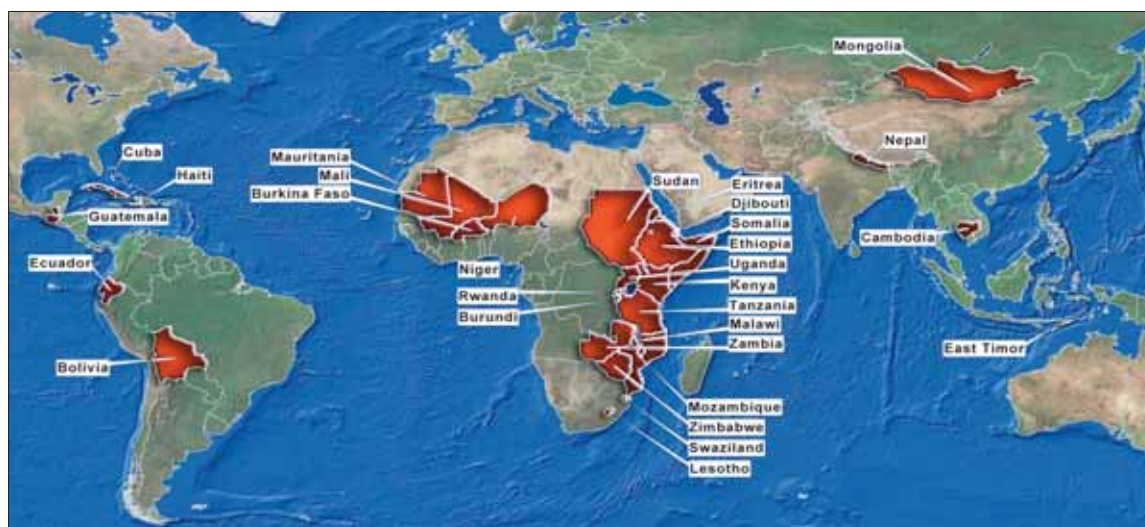 Mongolia
Nepal
Cuba
Haiti
Guatemala
Ecuador
Bolivia
Mauritania
Mali
Burkina Faso
Niger
Rwanda
Burundi
Sudan
Eritrea
Djibouti
Somalia
Ethiopia
Uganda
Kenya
Tanzania
Malawi
Zambia
Mozambique
Zimbabwe
Swaziland
Lesotho
Cambodia
East Timor